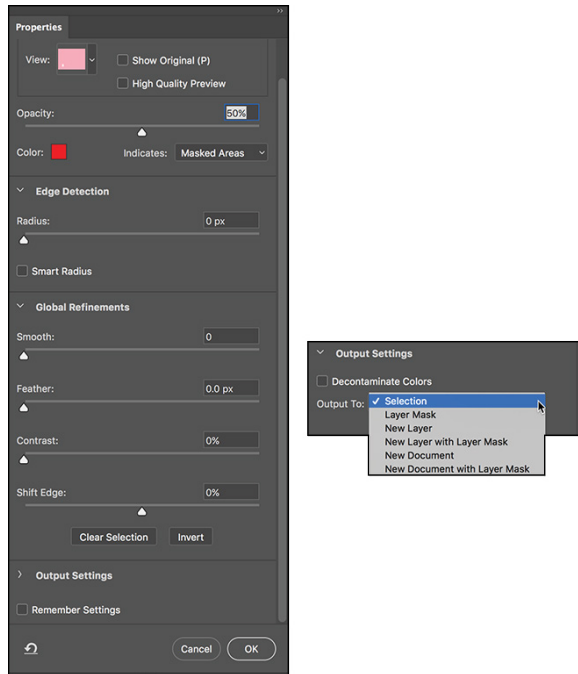 Properties
View:
Show Original (P)
High Quality Preview
Opacity: 50%
Color: Indicates: Masked Areas
Edge Detection
Radius: 0 px
Smart Radius
Global Refinements
Smooth: 0
Feather: 0.0 px
Contrast: 0%
Shift Edge: 0%
Clear Selection Invert
Output Settings
Remember Settings
Cancel OK
Output Settings
Decontaminate Colors
Output To: Selection
Layer Mask
New Layer
New Layer with Layer Mask
New Document
New Document with Layer Mask